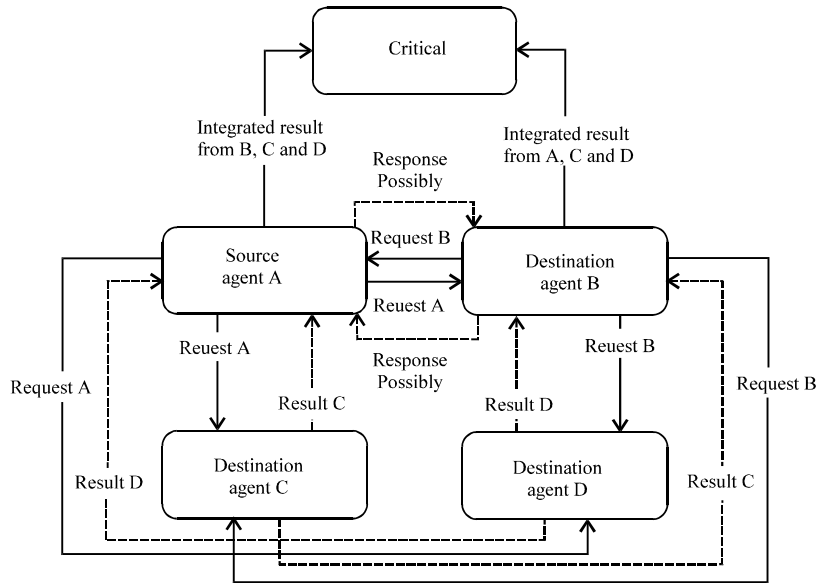 Critical
Integrated result
from B, C and D
Integrated result
from A, C and D
Response
Possibly
Request B
Source
agent A
Destination
agent B
Reuest A
Reuest A
Response
Possibly
Reuest B
Request A
Request B
Result C
Result D
Destination
agent C
Destination
agent D
Result D
Result C